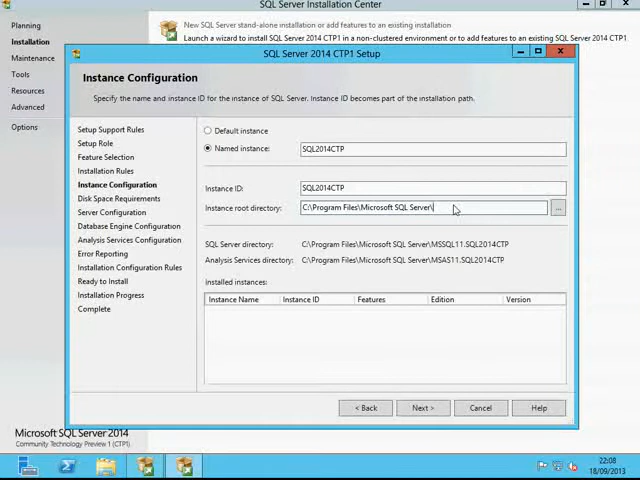 SQL Server Installation Center
Planning
Installation
Maintenance
Tools
Resources
Advanced
Options
New SQL Server stand-alone installation or add features to an existing installation
Launch a wizard to install SQL Server 2014 CTP1 in a non-clustered environment or to add features to an existing SQL Server 2014 CTP1.
SQL Server 2014 CTP1 Setup
Instance Configuration
Specify the name and instance ID for the instance of SQL Server. Instance ID becomes part of the installation path.
Setup Support Rules
Setup Role
Feature Selection
Installation Rules
Instance Configuration
Disk Space Requirements
Server Configuration
Database Engine Configuration
Analysis Services Configuration
Error Reporting
Installation Configuration Rules
Ready to Install
Installation Progress
Complete
Default instance
Named instance: SQL2014CTP
Instance ID: SQL2014CTP
Instance root directory: C:\Program Files\Microsoft SQL Server\ ...
SQL Server directory: C:\Program Files\Microsoft SQL Server\MSSQL11.SQL2014CTP
Analysis Services directory: C:\Program Files\Microsoft SQL Server\MSAS11.SQL2014CTP
Installed instances:
Instance Name Instance ID Features Edition Version
< Back Next > Cancel Help
Microsoft SQL Server 2014
Community Technology Preview 1 (CTP1)
22:08
18/09/2013